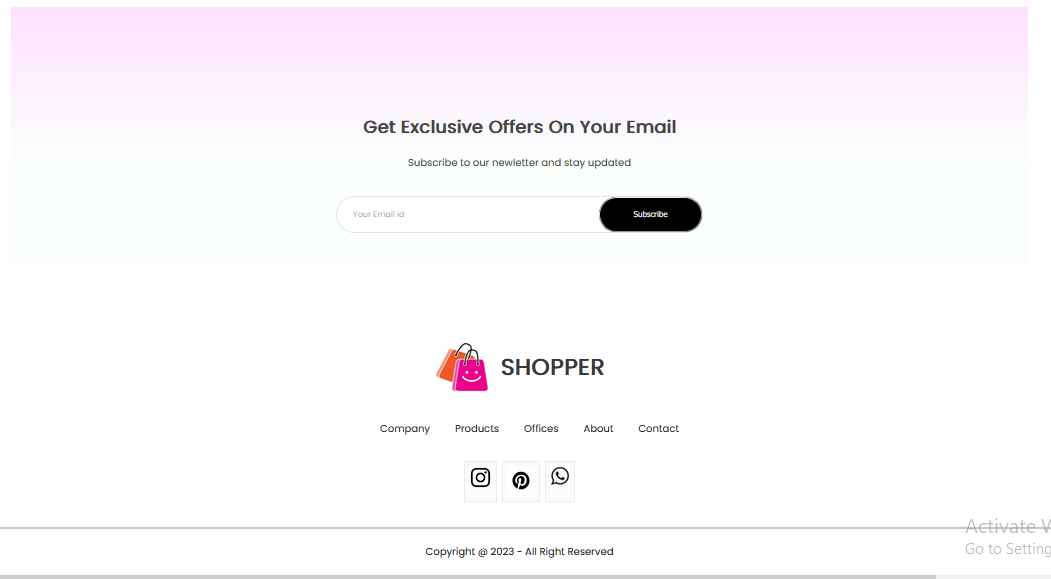 Get Exclusive Offers On Your Email
Subscribe to our newletter and stay updated
Your Email id
Subscribe
SHOPPER
Company Products Offices About Contact
Activate
Go to Setting
Copyright @ 2023 - All Right Reserved